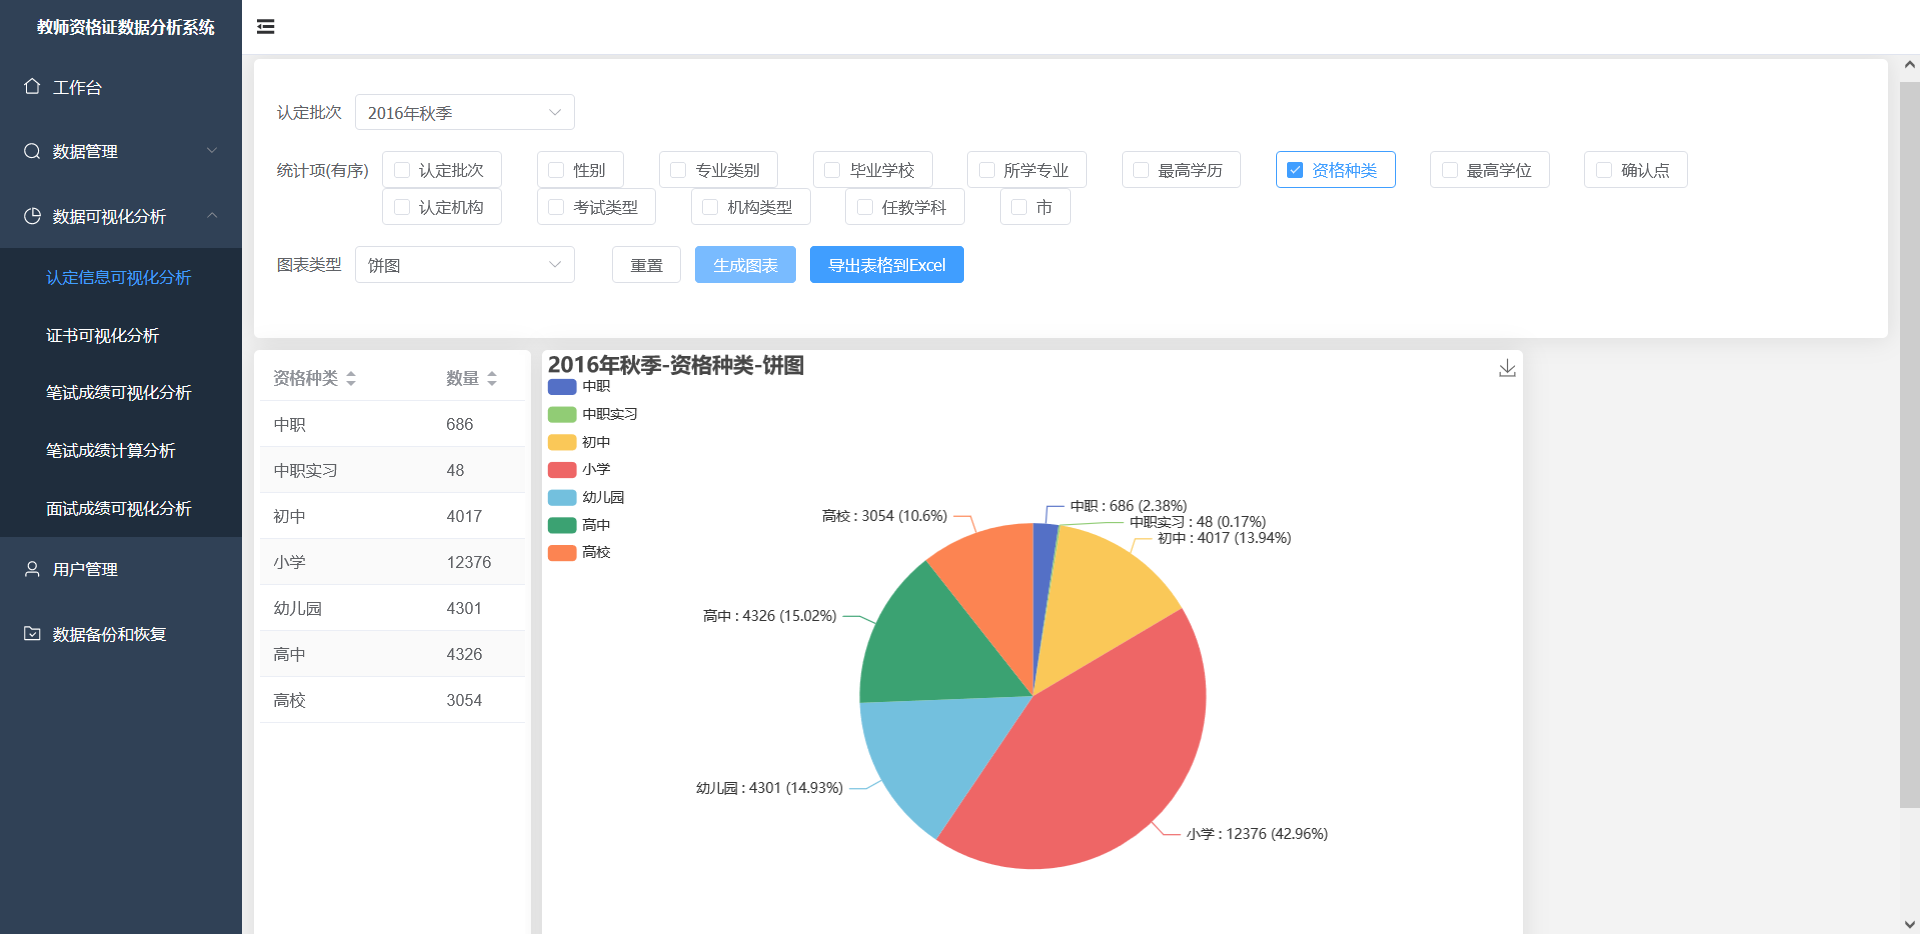 教师资格证数据分析系统
工作台
数据管理
数据可视化分析
认定信息可视化分析
证书可视化分析
笔试成绩可视化分析
笔试成绩计算分析
面试成绩可视化分析
用户管理
数据备份和恢复
认定批次 2016年秋季
统计项(有序) 认定批次 性别 专业类别 毕业学校 所学专业 最高学历 资格种类 最高学位 确认点
认定机构 考试类型 机构类型 任教学科 市
图表类型 饼图 重置 生成图表 导出表格到Excel
资格种类 数量
中职 686
中职实习 48
初中 4017
小学 12376
幼儿园 4301
高中 4326
高校 3054
2016年秋季-资格种类-饼图
中职
中职实习
初中
小学
幼儿园
高中
高校
中职 : 686 (2.38%)
高校 : 3054 (10.6%)
中职实习 : 48 (0.17%)
初中 : 4017 (13.94%)
高中 : 4326 (15.02%)
幼儿园 : 4301 (14.93%)
小学 : 12376 (42.96%)